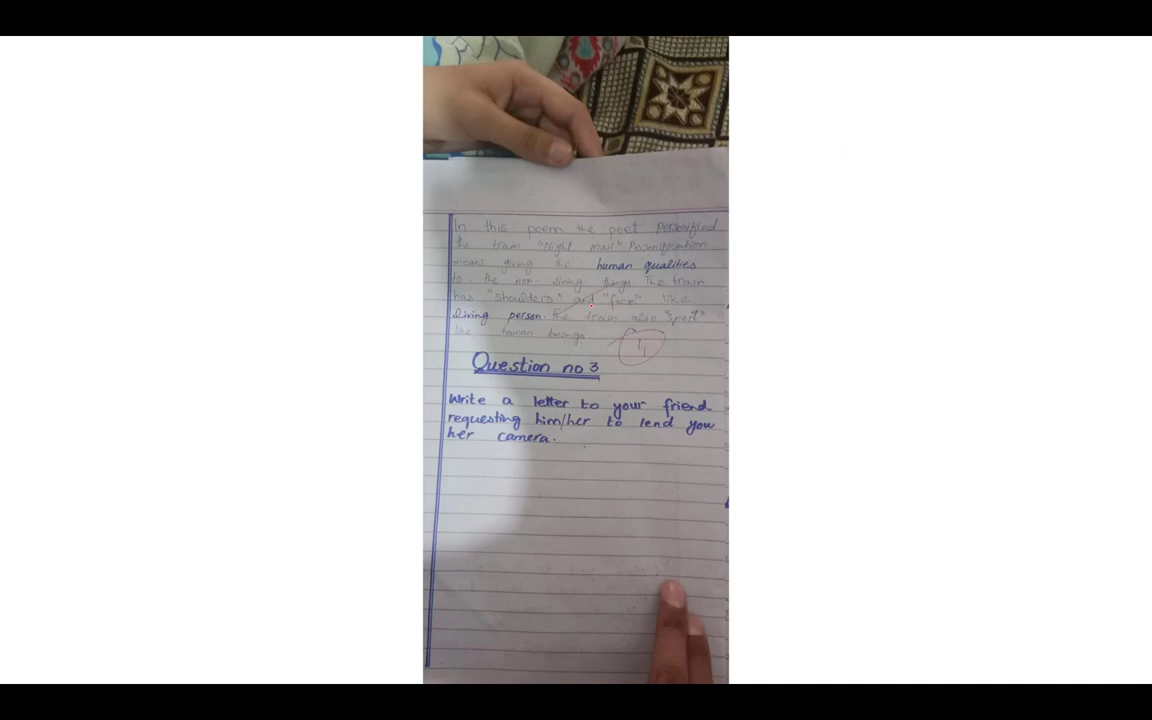 In this poem the poet personified
the train "Night Mail" Personification
means giving the human qualities
to the non-living things. The train
has "shoulders" and "face" like
living person. The train also
like human beings
4
Question no 3
Write a letter to your friend
requesting him/her to lend you
her camera.